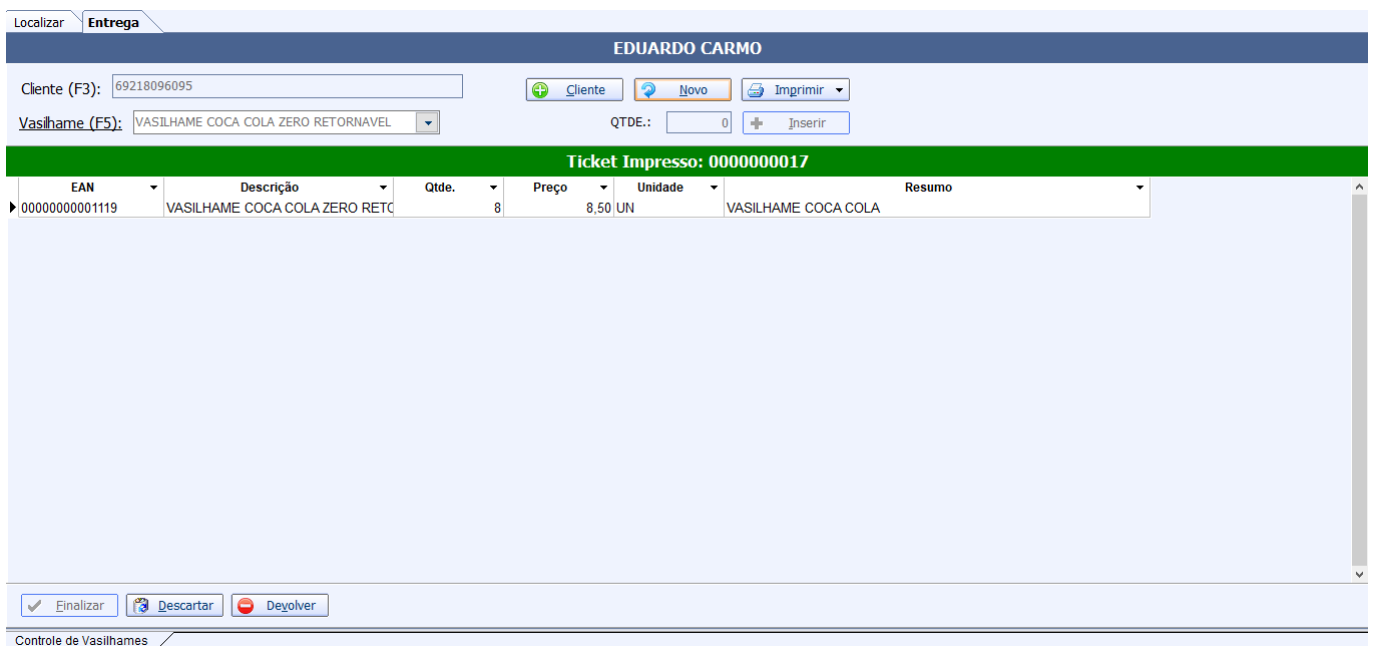 Localizar Entrega
EDUARDO CARMO
Cliente (F3): 69218096095 Cliente Novo Imprimir
Vasilhame (F5): VASILHAME COCA COLA ZERO RETORNAVEL QTDE.: 0 Inserir
Ticket Impresso: 0000000017
EAN Descrição Qtde. Preço Unidade Resumo
00000000001119 VASILHAME COCA COLA ZERO RETO 8 8,50 UN VASILHAME COCA COLA
Finalizar Descartar Devolver
Controle de Vasilhames